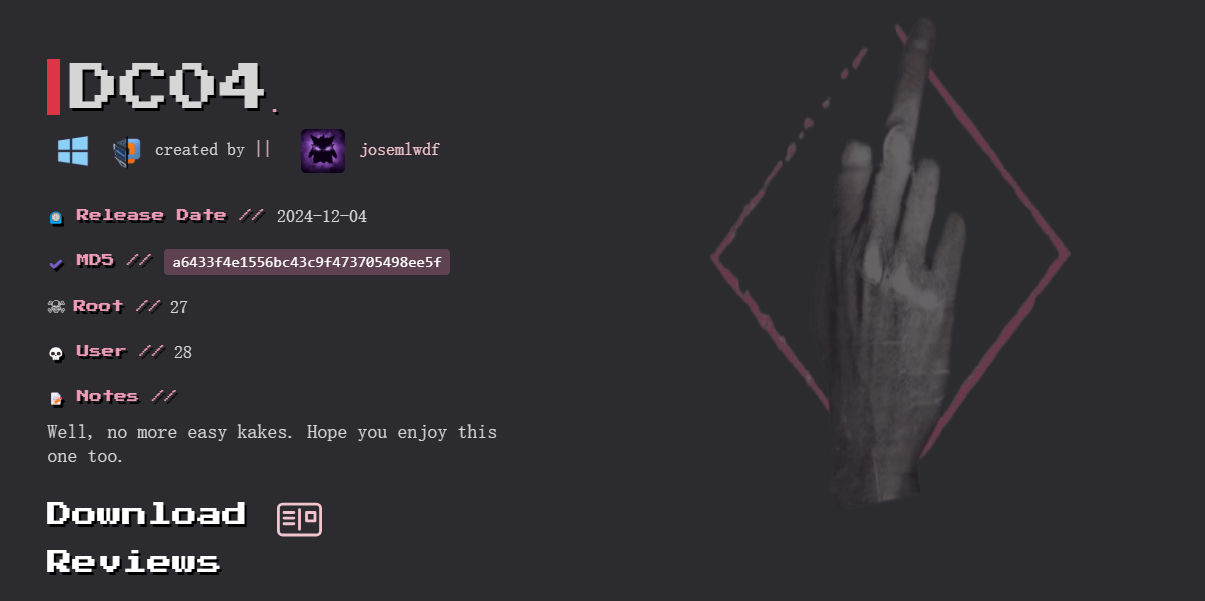 DC04.
created by || josemlwdf
Release Date // 2024-12-04
MD5 // a6433f4e1556bc43c9f473705498ee5f
Root // 27
User // 28
Notes //
Well, no more easy kakes. Hope you enjoy this
one too.
Download
Reviews